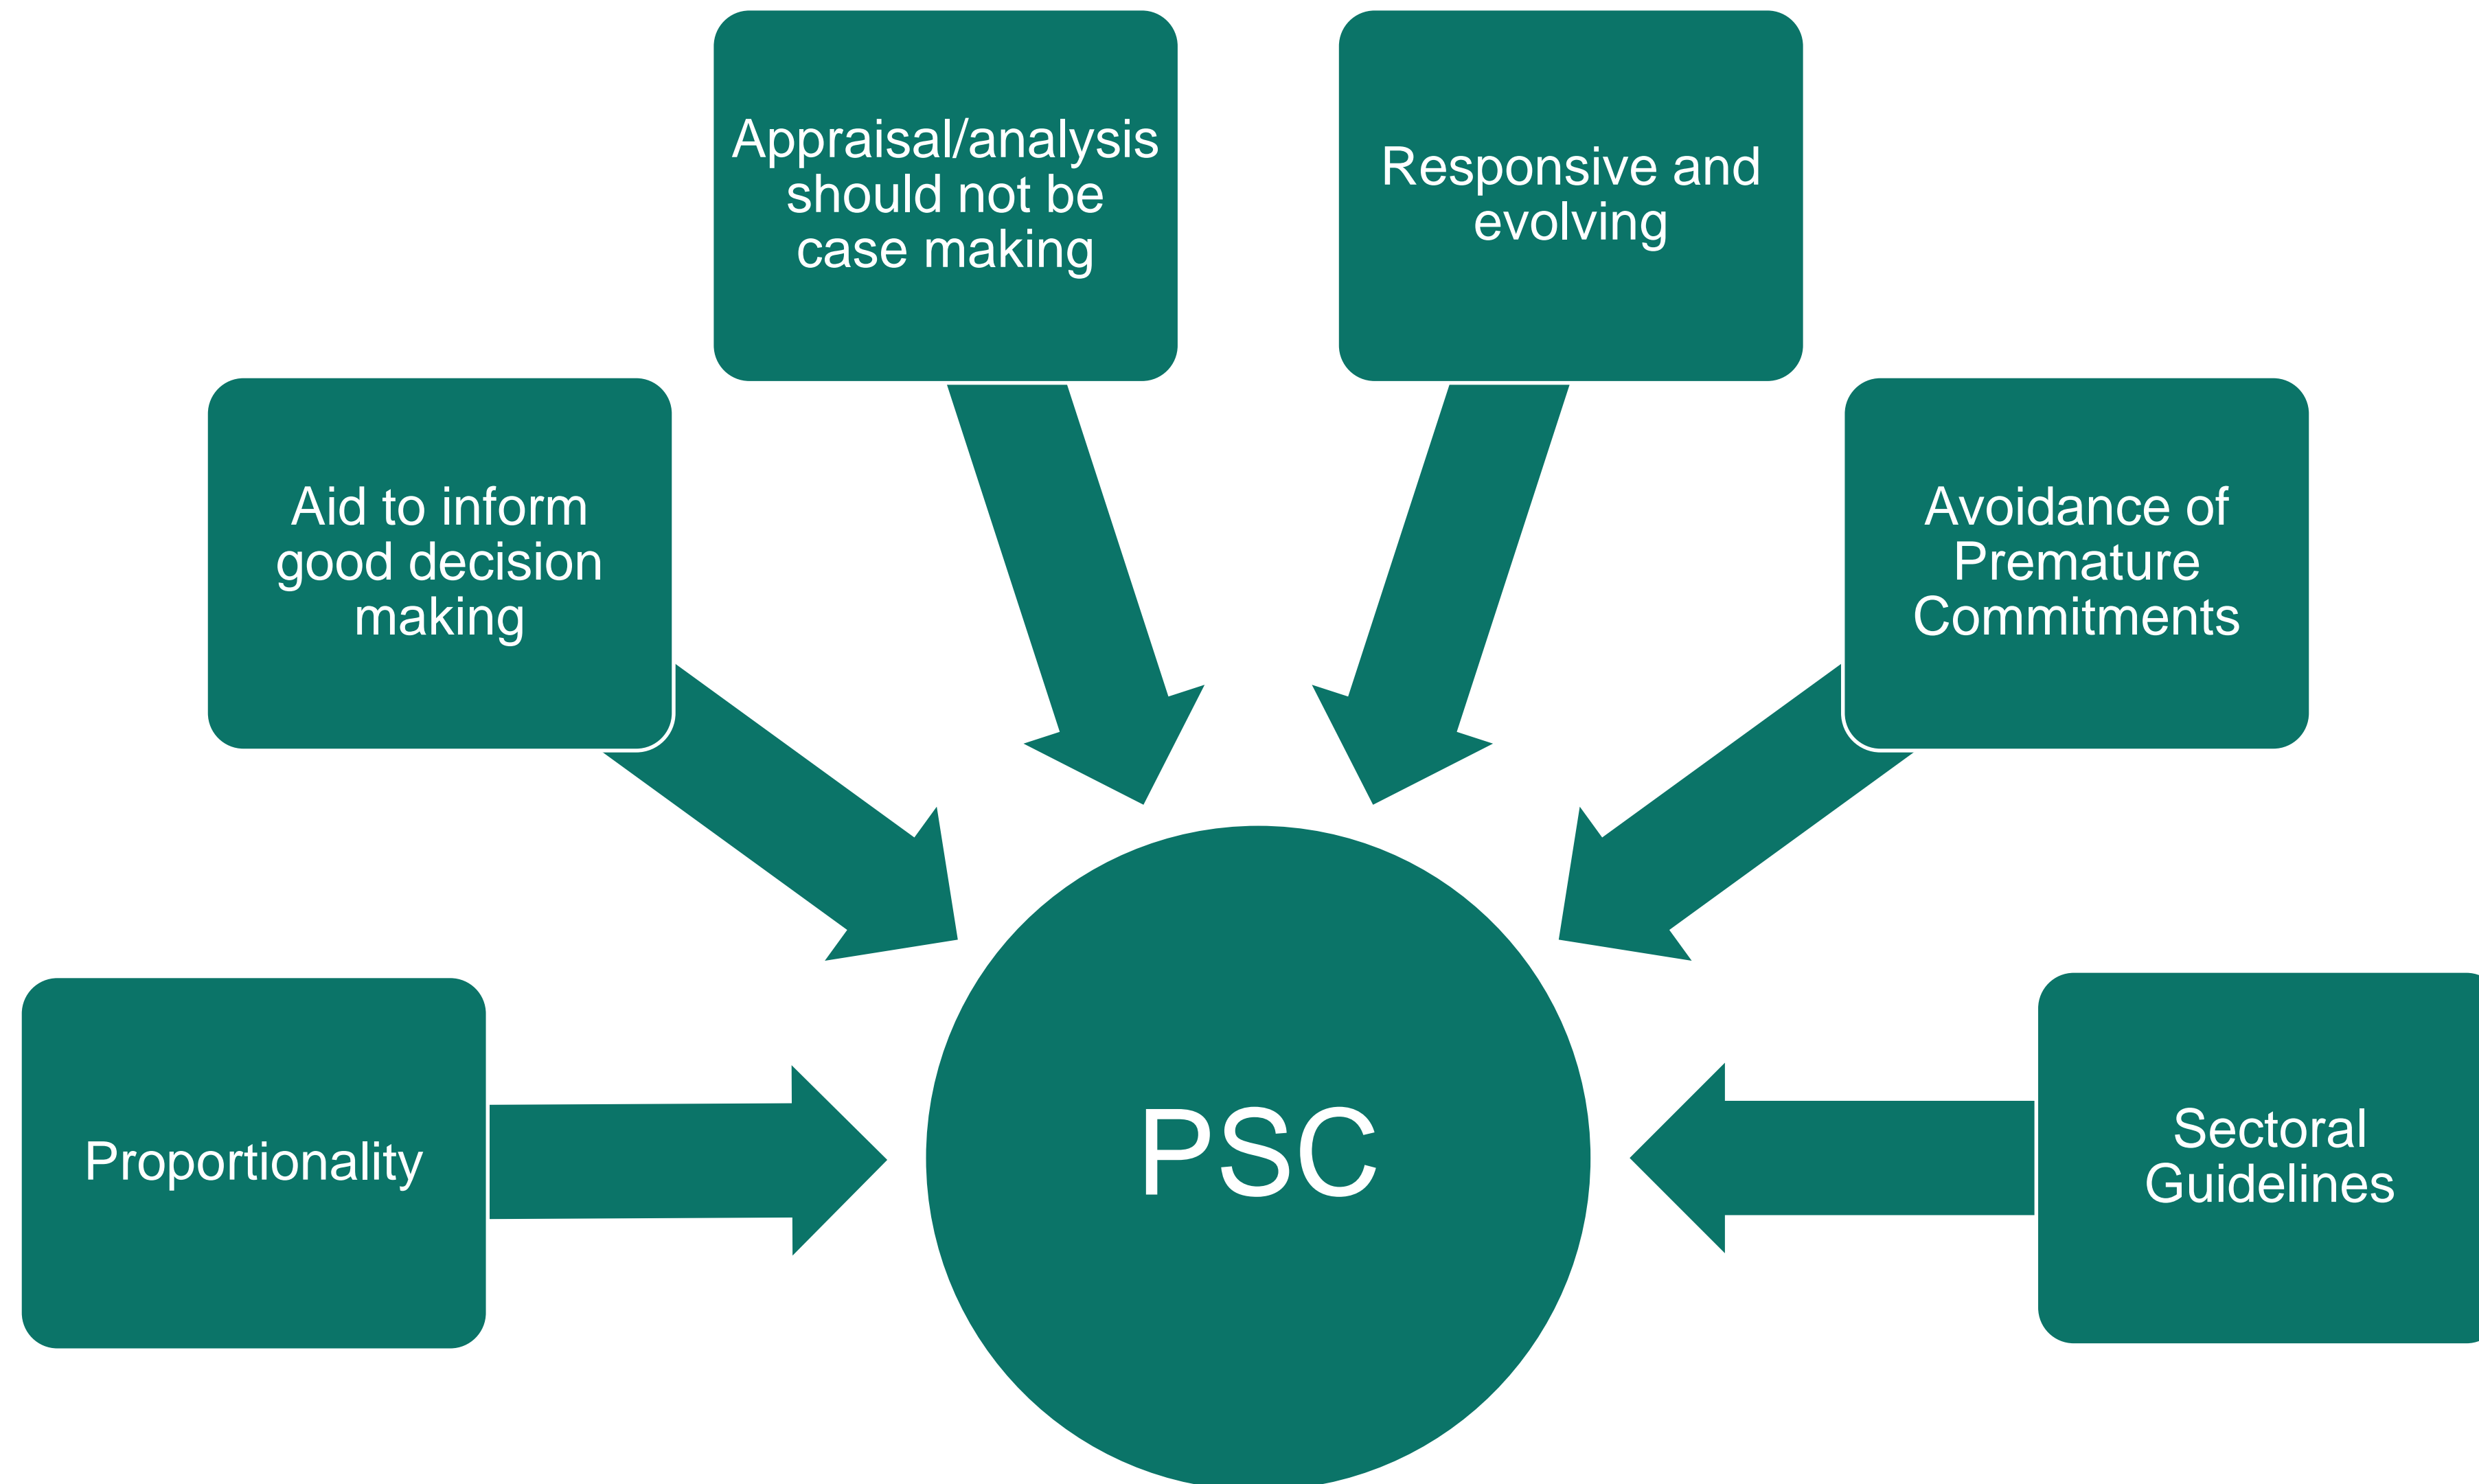 Appraisal/analysis
should not be
case making
Responsive and
evolving
Aid to inform
good decision
making
Avoidance of
Premature
Commitments
Proportionality
PSC
Sectoral
Guidelines